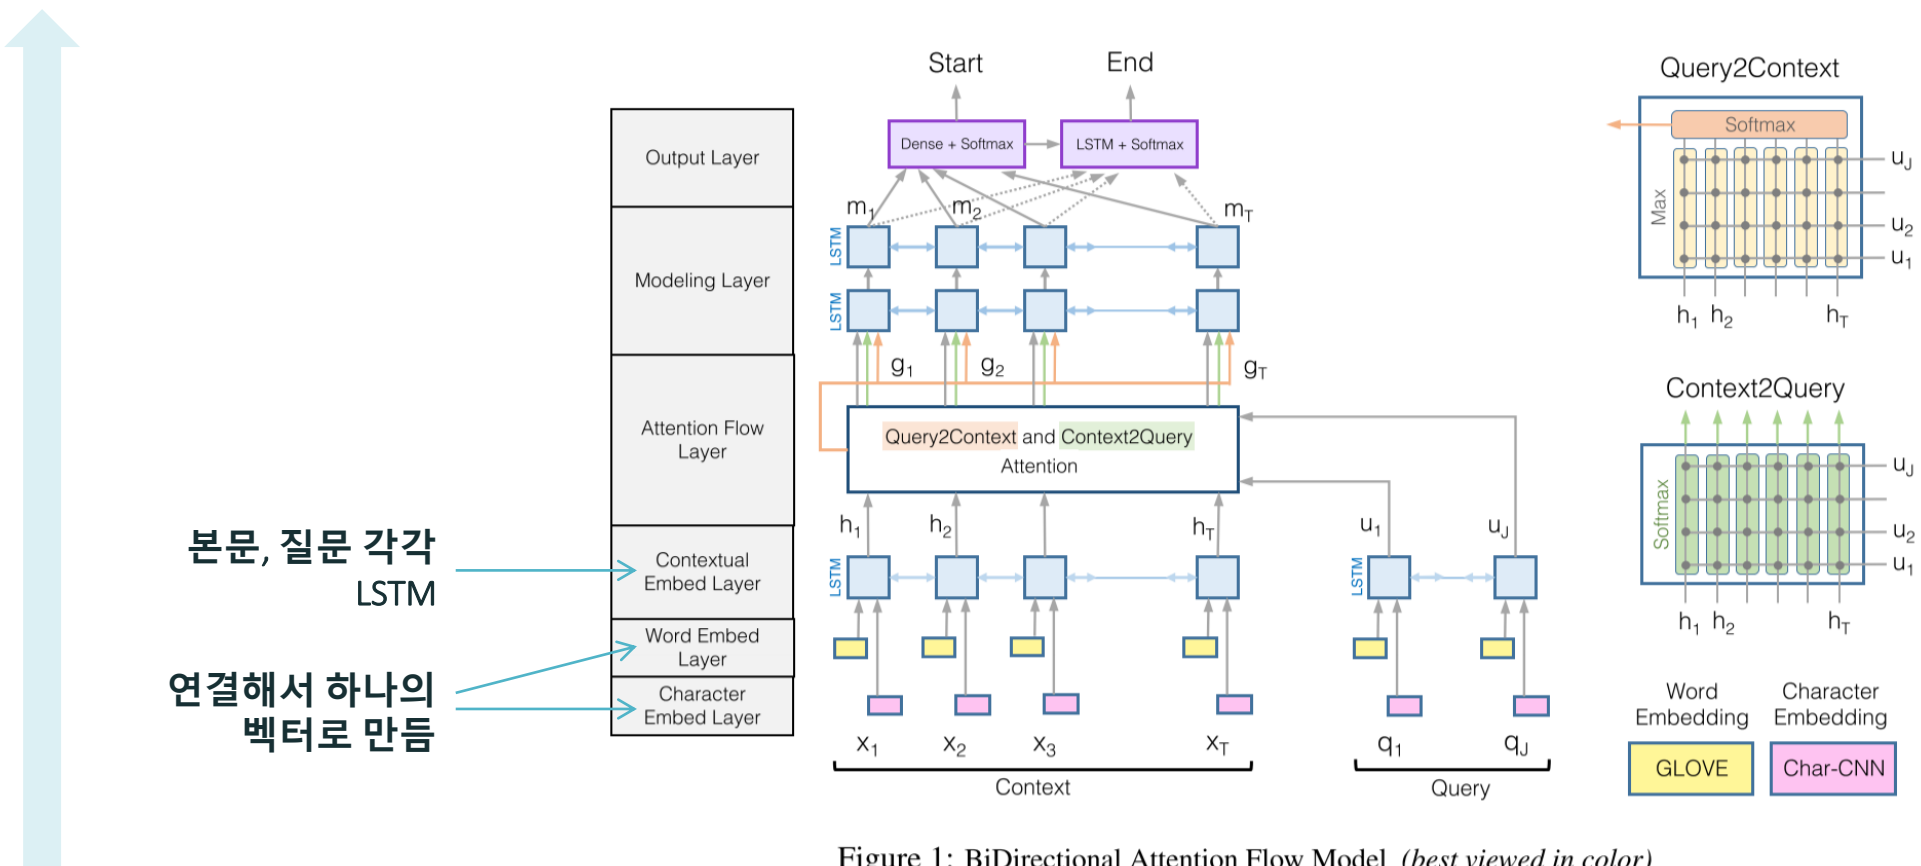 Start
End
Output Layer
Dense + Softmax
LSTM + Softmax
m1
m2
mT
Modeling Layer
LSTM
LSTM
g1
g2
gT
Attention Flow
Layer
Query2Context and Context2Query
Attention
본문, 질문 각각
LSTM
Contextual
Embed Layer
h1
h2
hT
u1
uJ
LSTM
LSTM
연결해서 하나의
벡터로 만듬
Word Embed
Layer
Character
Embed Layer
x1
x2
x3
xT
q1
qJ
Context
Query
Query2Context
Softmax
Max
uJ
u2
u1
h1
h2
hT
Context2Query
Softmax
uJ
u2
u1
h1
h2
hT
Word
Embedding
Character
Embedding
GLOVE
Char-CNN
Figure 1: BiDirectional Attention Flow Model (best viewed in color)